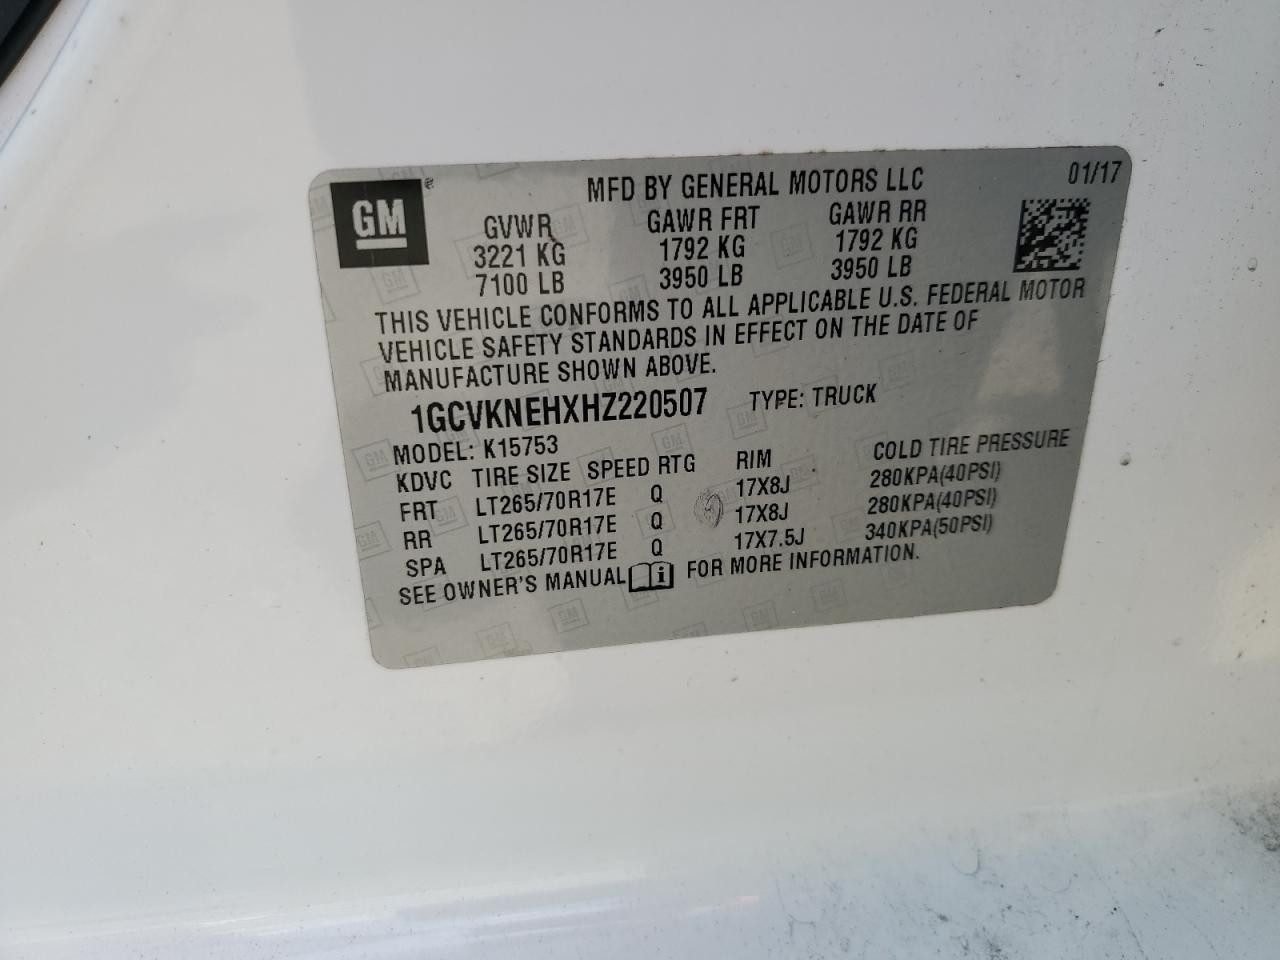 GM
MFD BY GENERAL MOTORS LLC 01/17
GVWR GAWR FRT GAWR RR
3221 KG 1792 KG 1792 KG
7100 LB 3950 LB 3950 LB
THIS VEHICLE CONFORMS TO ALL APPLICABLE U.S. FEDERAL MOTOR
VEHICLE SAFETY STANDARDS IN EFFECT ON THE DATE OF
MANUFACTURE SHOWN ABOVE.
1GCVKNEHXHZ220507 TYPE: TRUCK
MODEL: K15753
KDVC TIRE SIZE SPEED RTG RIM COLD TIRE PRESSURE
FRT LT265/70R17E Q 17X8J 280KPA(40PSI)
RR LT265/70R17E Q 17X8J 280KPA(40PSI)
SPA LT265/70R17E Q 17X7.5J 340KPA(50PSI)
SEE OWNER'S MANUAL FOR MORE INFORMATION.